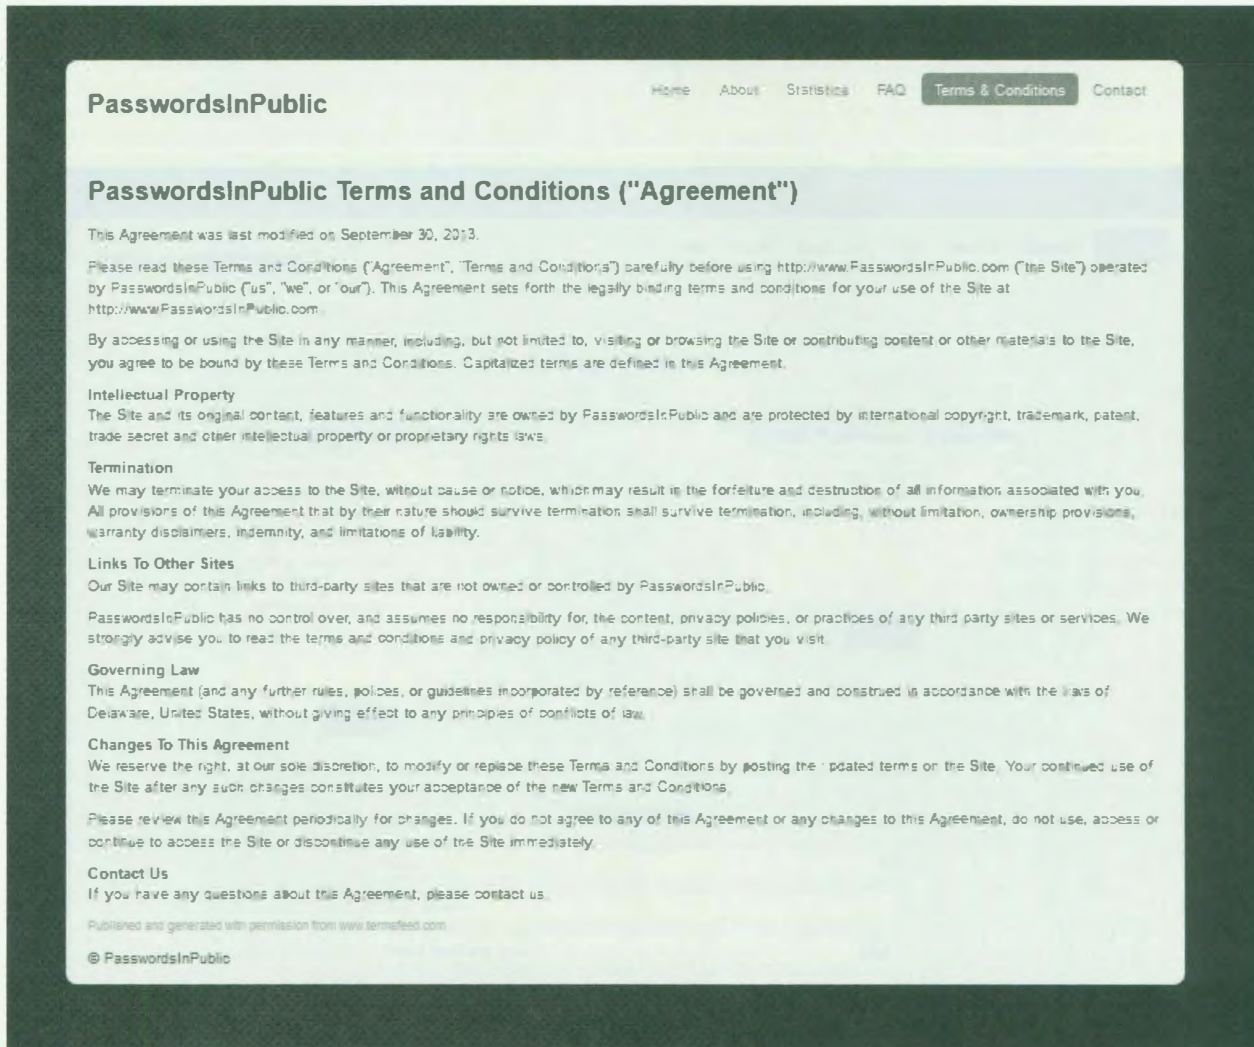 PasswordsInPublic
Home About Statistics FAQ Terms & Conditions Contact
PasswordsInPublic Terms and Conditions ("Agreement")
This Agreement was last modified on September 30, 2013.
Please read these Terms and Conditions ("Agreement", "Terms and Conditions") carefully before using http://www.PasswordsInPublic.com ("the Site") operated
by PasswordsInPublic ("us", "we", or "our"). This Agreement sets forth the legally binding terms and conditions for your use of the Site at
http://www.PasswordsInPublic.com.
By accessing or using the Site in any manner, including, but not limited to, visiting or browsing the Site or contributing content or other materials to the Site,
you agree to be bound by these Terms and Conditions. Capitalized terms are defined in this Agreement.
Intellectual Property
The Site and its original content, features and functionality are owned by PasswordsInPublic and are protected by international copyright, trademark, patent,
trade secret and other intellectual property or proprietary rights laws.
Termination
We may terminate your access to the Site, without cause or notice, which may result in the forfeiture and destruction of all information associated with you.
All provisions of this Agreement that by their nature should survive termination shall survive termination, including, without limitation, ownership provisions,
warranty disclaimers, indemnity, and limitations of liability.
Links To Other Sites
Our Site may contain links to third-party sites that are not owned or controlled by PasswordsInPublic.
PasswordsInPublic has no control over, and assumes no responsibility for, the content, privacy policies, or practices of any third party sites or services. We
strongly advise you to read the terms and conditions and privacy policy of any third-party site that you visit.
Governing Law
This Agreement (and any further rules, polices, or guidelines incorporated by reference) shall be governed and construed in accordance with the laws of
Delaware, United States, without giving effect to any principles of conflicts of law.
Changes To This Agreement
We reserve the right, at our sole discretion, to modify or replace these Terms and Conditions by posting the updated terms on the Site. Your continued use of
the Site after any such changes constitutes your acceptance of the new Terms and Conditions.
Please review this Agreement periodically for changes. If you do not agree to any of this Agreement or any changes to this Agreement, do not use, access or
continue to access the Site or discontinue any use of the Site immediately.
Contact Us
If you have any questions about this Agreement, please contact us.
Published and generated with permission from www.termsfeed.com
© PasswordsInPublic